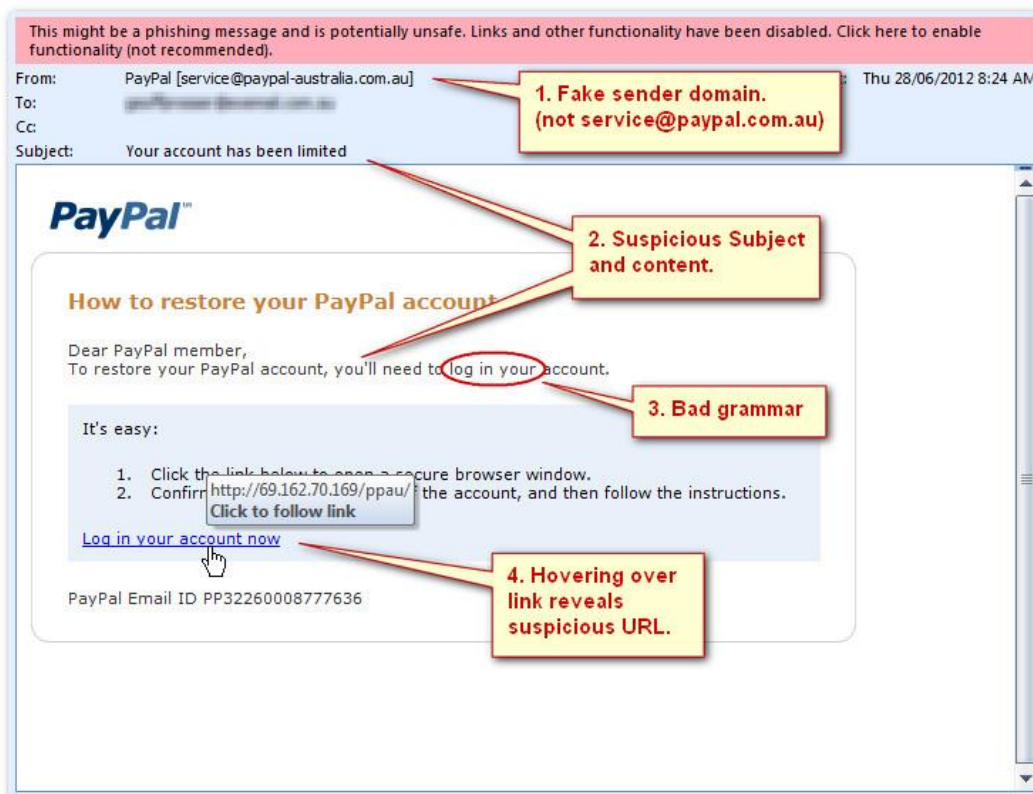 This might be a phishing message and is potentially unsafe. Links and other functionality have been disabled. Click here to enable
functionality (not recommended).
From: PayPal [service@paypal-australia.com.au] Thu 28/06/2012 8:24 AM
To:
Cc:
Subject: Your account has been limited
1. Fake sender domain.
(not service@paypal.com.au)
PayPal
2. Suspicious Subject
and content.
How to restore your PayPal account
Dear PayPal member,
To restore your PayPal account, you'll need to log in your account.
3. Bad grammar
It's easy:
1. Click the link below to open a secure browser window.
2. Confirm the account, and then follow the instructions.
http://69.162.70.169/ppau/
Click to follow link
Log in your account now
4. Hovering over
link reveals
suspicious URL.
PayPal Email ID PP32260008777636